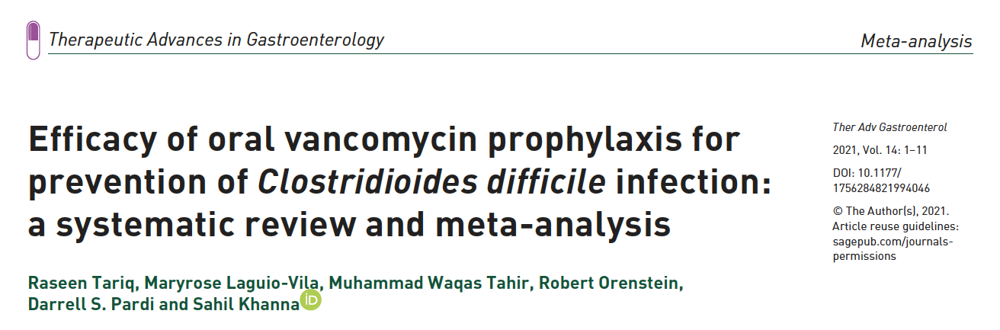 Therapeutic Advances in Gastroenterology
Meta-analysis
Efficacy of oral vancomycin prophylaxis for
prevention of Clostridioides difficile infection:
a systematic review and meta-analysis
Raseen Tariq, Maryrose Laguio-Vila, Muhammad Waqas Tahir, Robert Orenstein,
Darrell S. Pardi and Sahil Khanna iD
Ther Adv Gastroenterol
2021, Vol. 14: 1–11
DOI: 10.1177/
1756284821994046
© The Author(s), 2021.
Article reuse guidelines:
sagepub.com/journals-
permissions